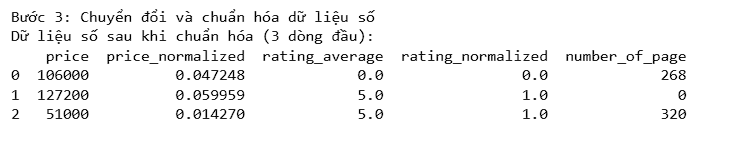 Bước 3: Chuyển đổi và chuẩn hóa dữ liệu số
Dữ liệu số sau khi chuẩn hóa (3 dòng đầu):
    price  price_normalized  rating_average  rating_normalized  number_of_page
0  106000          0.047248             0.0                0.0             268
1  127200          0.059959             5.0                1.0               0
2   51000          0.014270             5.0                1.0             320